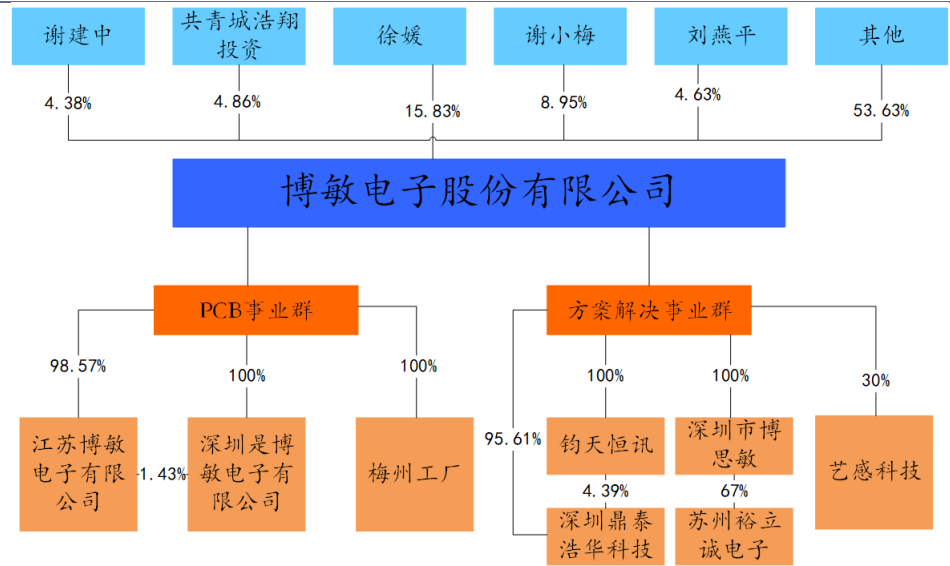 谢建中
共青城浩翔
投资
徐媛
谢小梅
刘燕平
其他
4.38%
4.86%
15.83%
8.95%
4.63%
53.63%
博敏电子股份有限公司
PCB事业群
方案解决事业群
98.57%
100%
100%
100%
100%
30%
江苏博敏
电子有限
公司
1.43%
深圳是博
敏电子有
限公司
梅州工厂
95.61%
钧天恒讯
深圳市博
思敏
艺感科技
4.39%
67%
深圳鼎泰
浩华科技
苏州裕立
诚电子